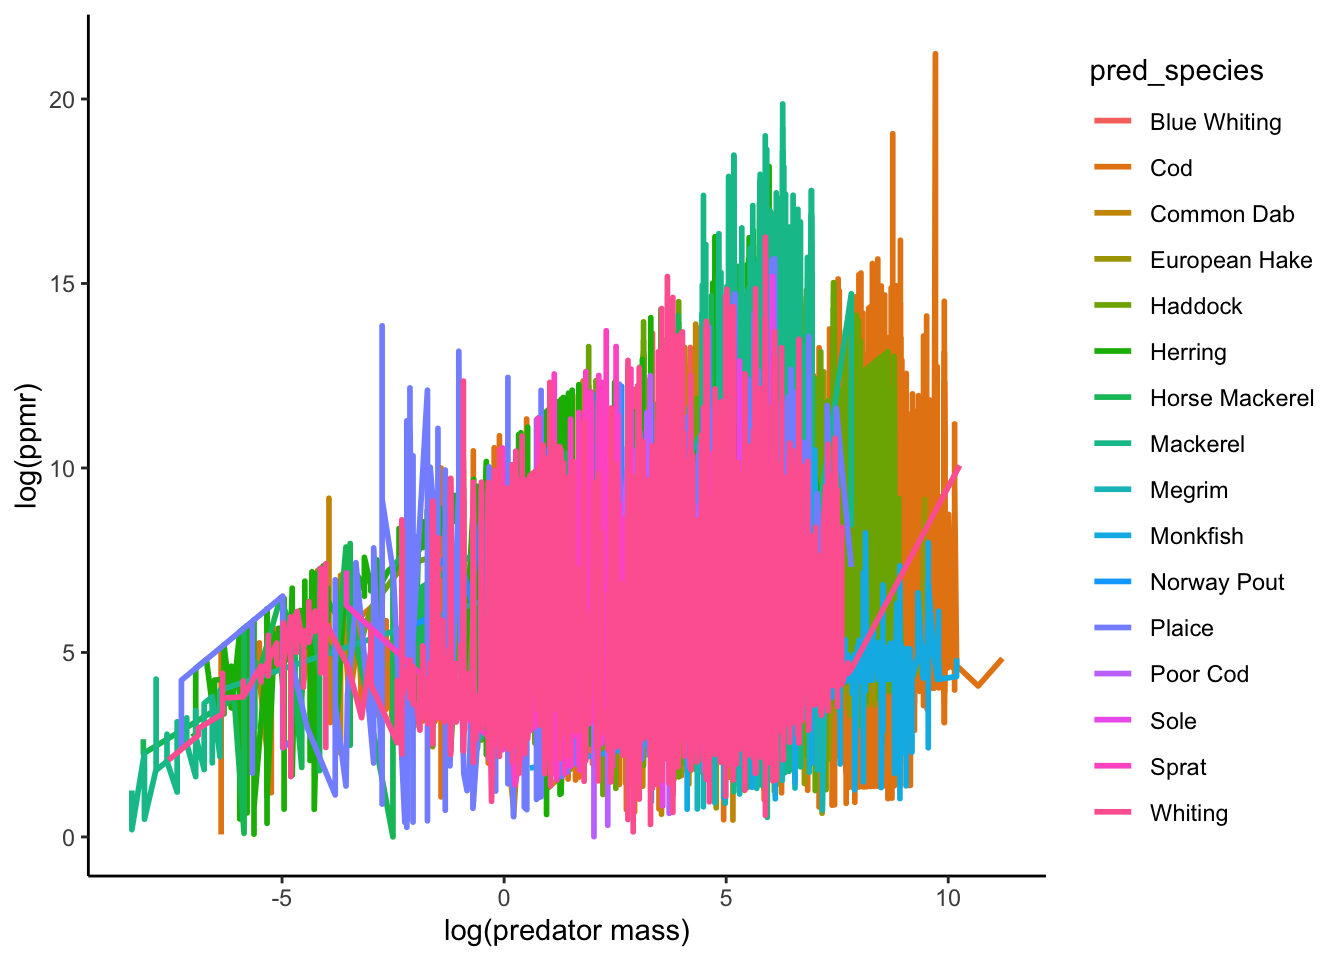 pred_species
Blue Whiting
Cod
Common Dab
European Hake
Haddock
Herring
Horse Mackerel
Mackerel
Megrim
Monkfish
Norway Pout
Plaice
Poor Cod
Sole
Sprat
Whiting
log(ppmr)
20
15
10
5
0
-5
0
5
10
log(predator mass)